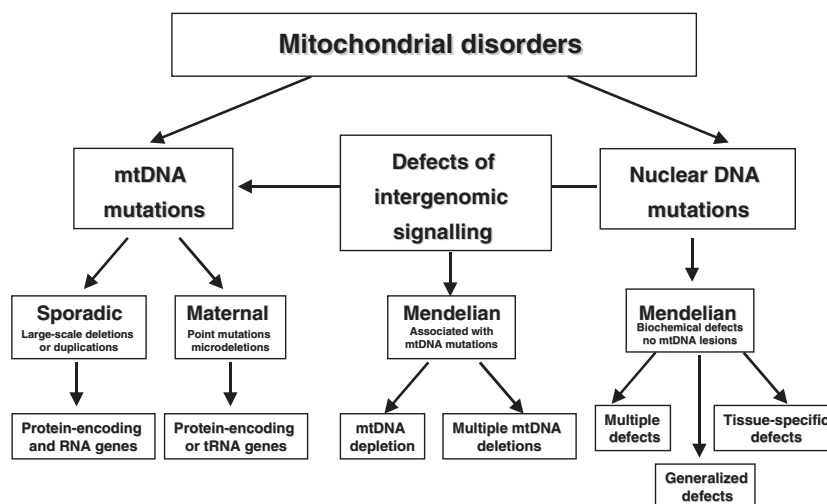 Mitochondrial disorders
mtDNA
mutations
Defects of
intergenomic
signalling
Nuclear DNA
mutations
Sporadic
Large-scale deletions
or duplications
Maternal
Point mutations
microdeletions
Mendelian
Associated with
mtDNA mutations
Mendelian
Biochemical defects
no mtDNA lesions
Protein-encoding
and RNA genes
Protein-encoding
or tRNA genes
mtDNA
depletion
Multiple mtDNA
deletions
Multiple
defects
Generalized
defects
Tissue-specific
defects